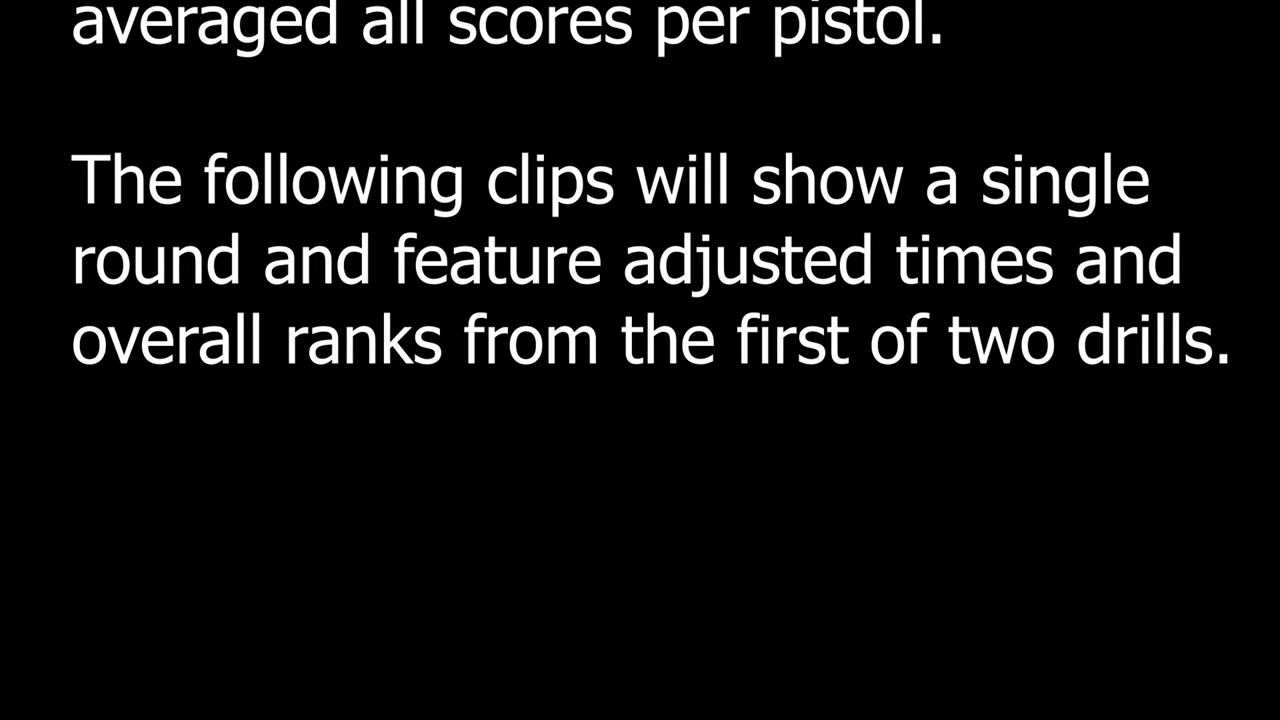 averaged all scores per pistol.
The following clips will show a single
round and feature adjusted times and
overall ranks from the first of two drills.